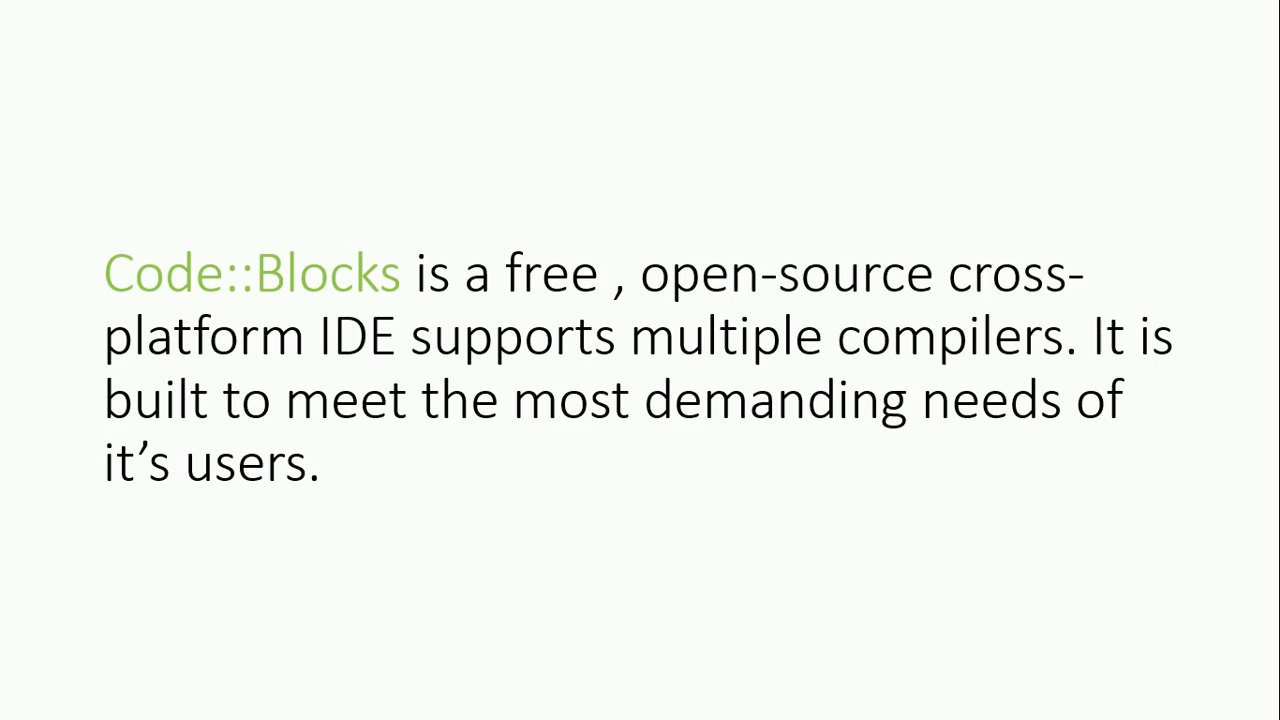 Code::Blocks is a free , open-source cross-
platform IDE supports multiple compilers. It is
built to meet the most demanding needs of
it’s users.